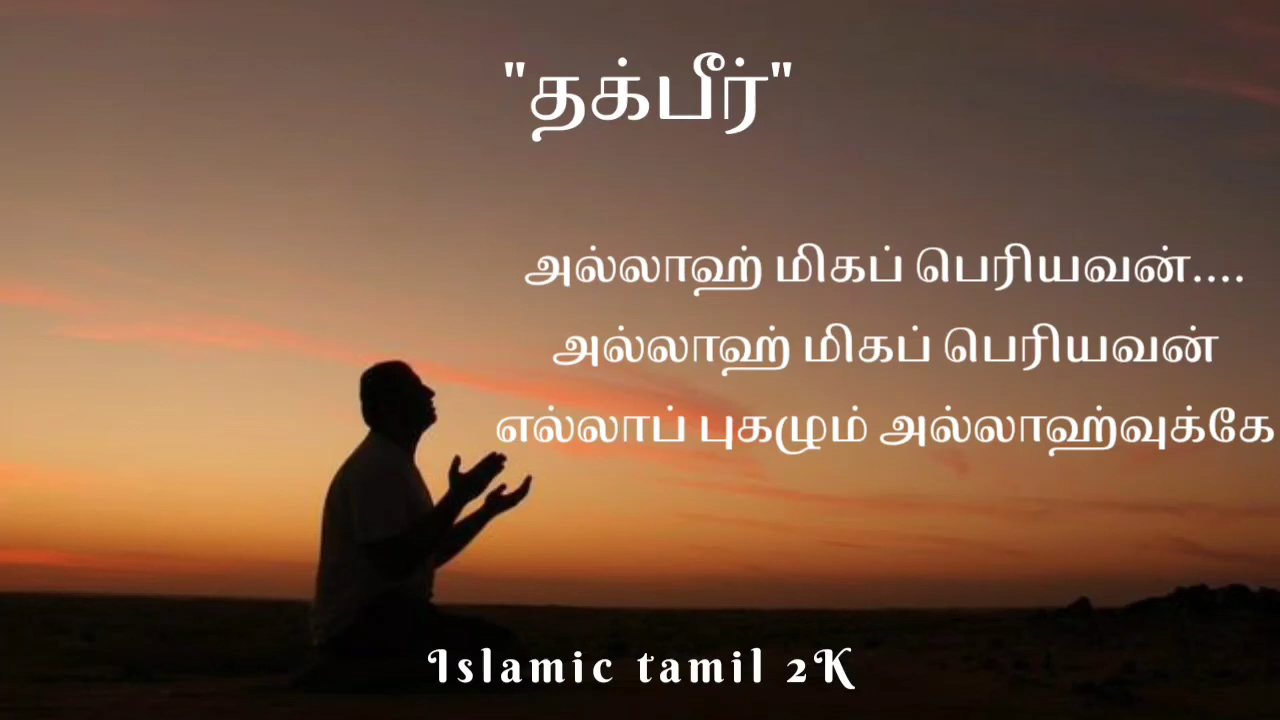 "தக்பீர்"
அல்லாஹ் மிகப் பெரியவன்....
அல்லாஹ் மிகப் பெரியவன்
எல்லாப் புகழும் அல்லாஹ்வுக்கே
Islamic tamil 2K